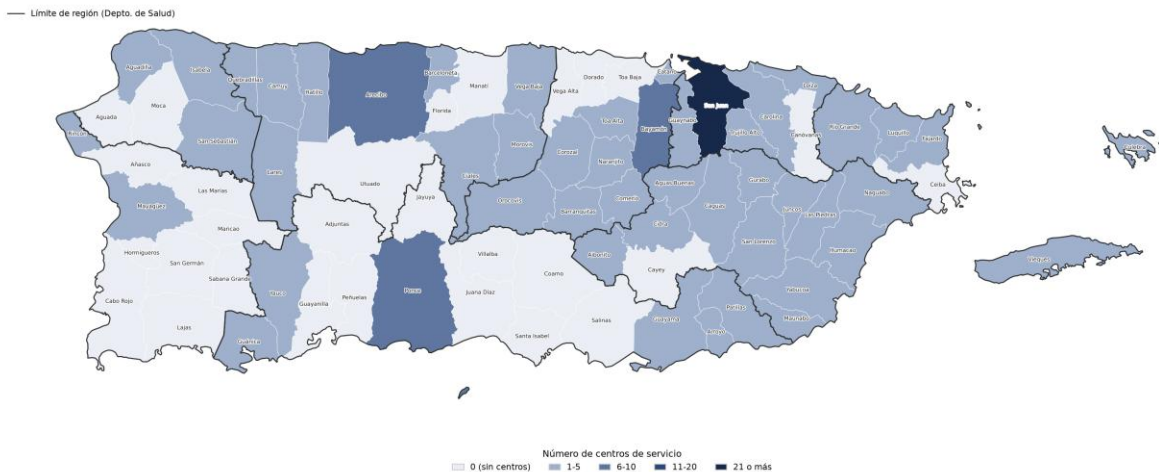 Límite de región (Depto. de Salud)
Aguadilla
Isabela
Quebradillas
Camuy
Hatillo
Arecibo
Barceloneta
Manatí
Vega Baja
Vega Alta
Dorado
Toa Baja
San Juan
Loíza
Moca
Aguada
Rincón
San Sebastián
Florida
Morovis
Toa Alta
Bayamón
Guaynabo
Trujillo Alto
Carolina
Canóvanas
Río Grande
Luquillo
Fajardo
Culebra
Añasco
Las Marías
Lares
Utuado
Ciales
Corozal
Naranjito
Ceiba
Mayagüez
Maricao
Adjuntas
Jayuya
Orocovis
Barranquitas
Comerío
Aguas Buenas
Caguas
Gurabo
Juncos
Las Piedras
Naguabo
Cidra
San Lorenzo
Humacao
Hormigueros
San Germán
Sabana Grande
Yauco
Guayanilla
Peñuelas
Ponce
Villalba
Juana Díaz
Coamo
Aibonito
Cayey
Vieques
Cabo Rojo
Lajas
Guánica
Santa Isabel
Salinas
Guayama
Arroyo
Patillas
Yabucoa
Maunabo
Número de centros de servicio
0 (sin centros) 1-5 6-10 11-20 21 o más